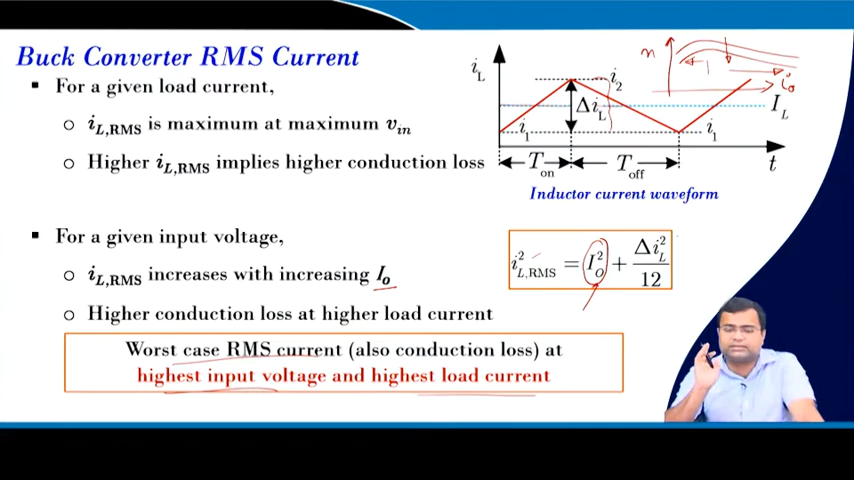 Buck Converter RMS Current
▪ For a given load current,
o i_L,RMS is maximum at maximum v_in
o Higher i_L,RMS implies higher conduction loss
▪ For a given input voltage,
o i_L,RMS increases with increasing I_o
o Higher conduction loss at higher load current
Worst case RMS current (also conduction loss) at
highest input voltage and highest load current
i_L
i_2
Δi_L
I_L
i_1
i_1
T_on
T_off
t
Inductor current waveform
i²_L,RMS = I²_O + Δi²_L / 12
i_o